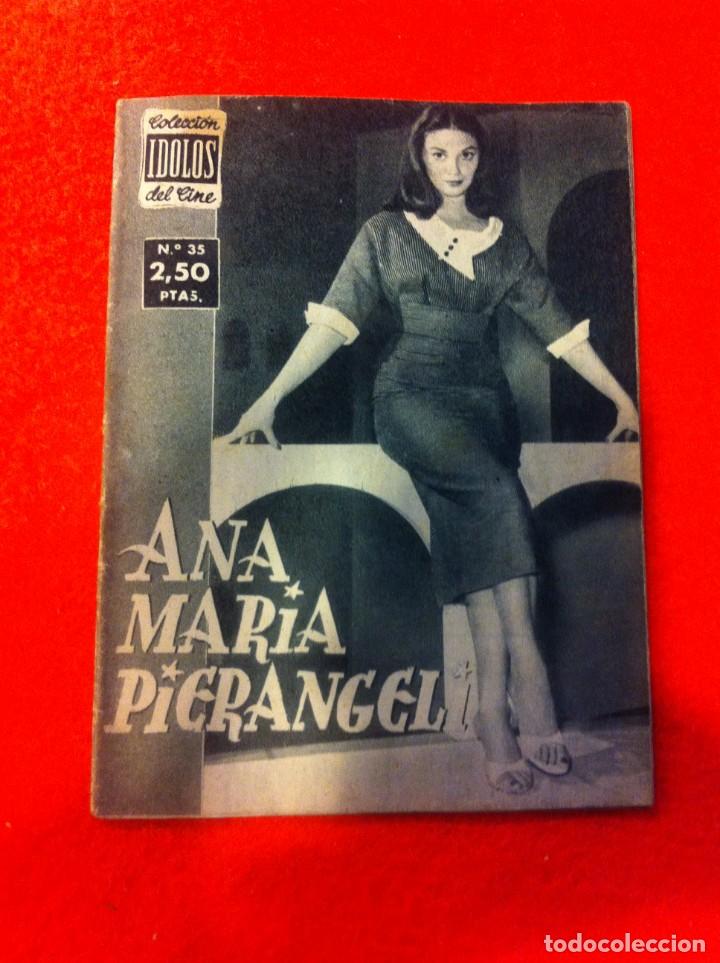 Colección
IDOLOS
del Cine
N.º 35
2,50
PTAS.
ANA
MARiA
PiERANGELi
todocoleccion